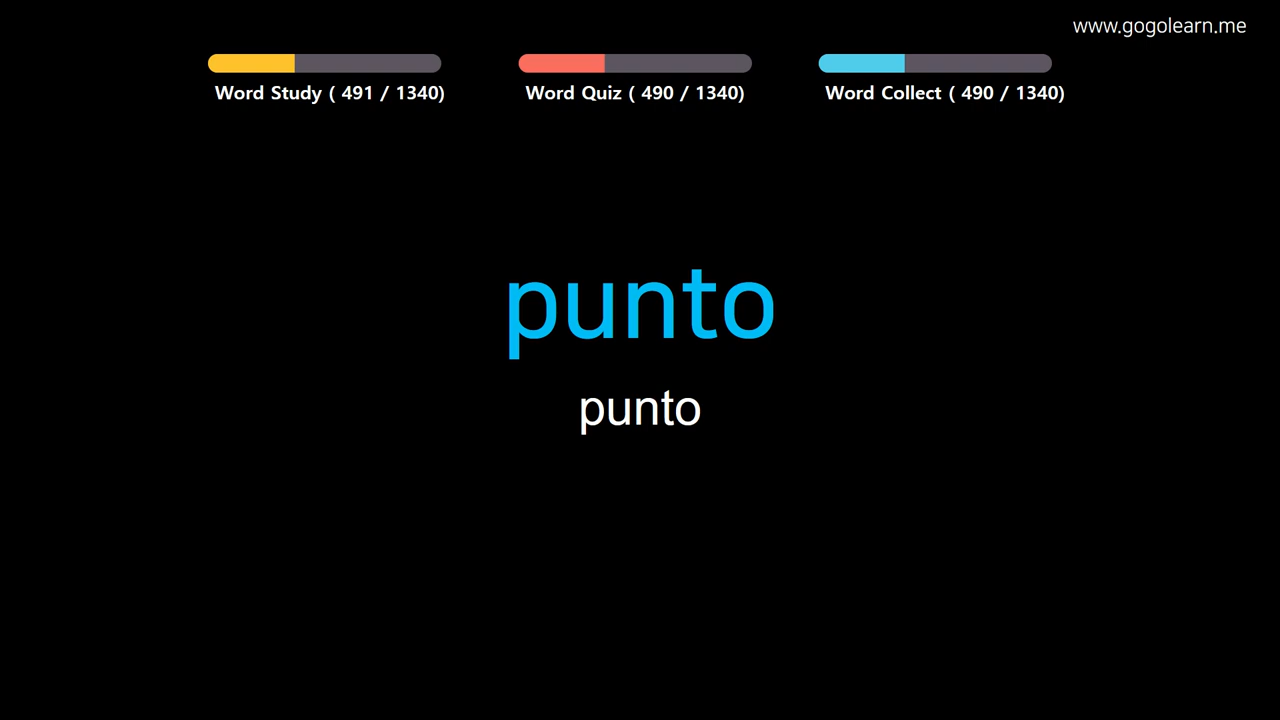 www.gogolearn.me
Word Study ( 491 / 1340)
Word Quiz ( 490 / 1340)
Word Collect ( 490 / 1340)
punto
punto